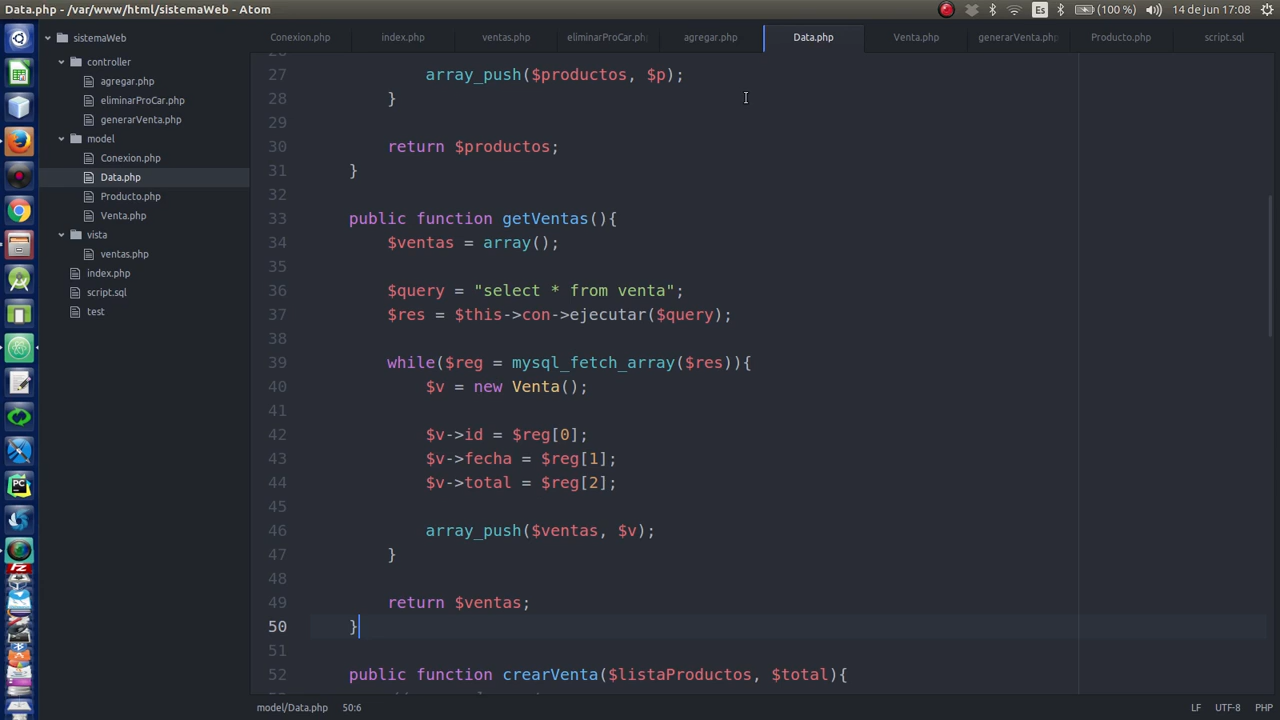 Data.php - /var/www/html/sistemaWeb - Atom
Es
(100 %)
14 de jun 17:08
sistemaWeb
controller
agregar.php
eliminarProCar.php
generarVenta.php
model
Conexion.php
Data.php
Producto.php
Venta.php
vista
ventas.php
index.php
script.sql
test
Conexion.php index.php ventas.php eliminarProCar.ph agregar.php Data.php Venta.php generarVenta.php Producto.php script.sql
27 array_push($productos, $p);
28 }
29
30 return $productos;
31 }
32
33 public function getVentas(){
34 $ventas = array();
35
36 $query = "select * from venta";
37 $res = $this->con->ejecutar($query);
38
39 while($reg = mysql_fetch_array($res)){
40 $v = new Venta();
41
42 $v->id = $reg[0];
43 $v->fecha = $reg[1];
44 $v->total = $reg[2];
45
46 array_push($ventas, $v);
47 }
48
49 return $ventas;
50 }
51
52 public function crearVenta($listaProductos, $total){
PC
model/Data.php 50:6
LF UTF-8 PHP